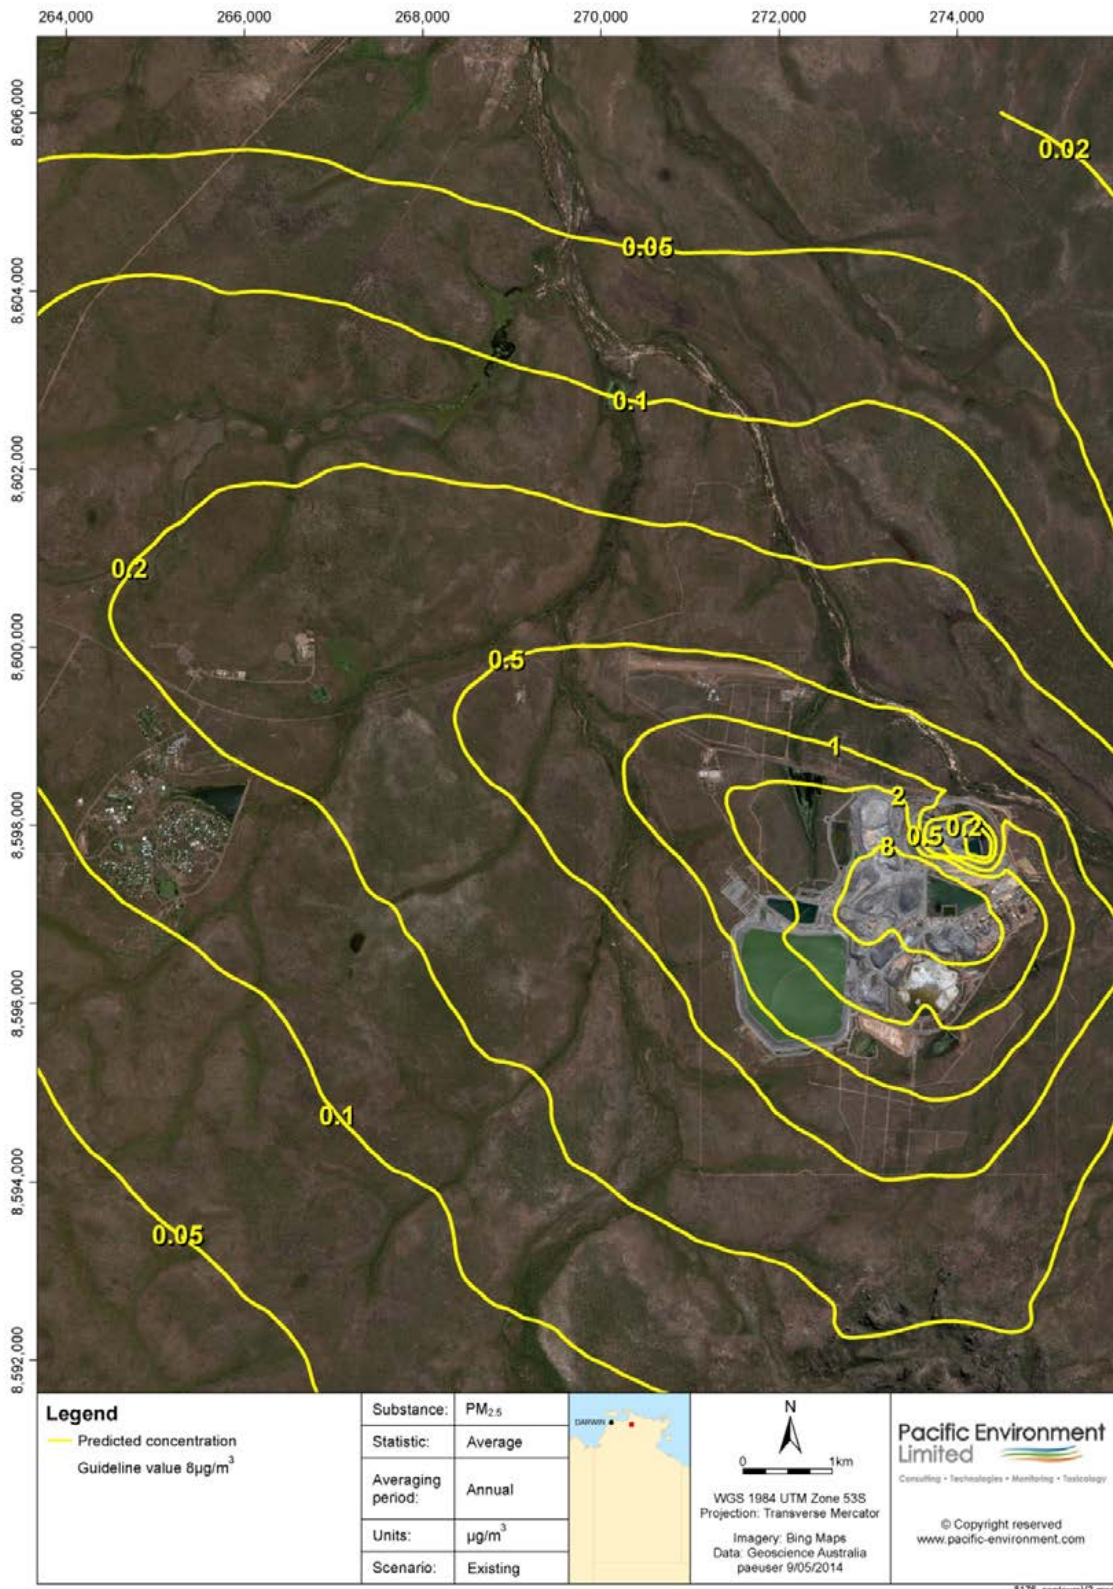 264,000
266,000
268,000
270,000
272,000
274,000
8,606,000
8,604,000
8,602,000
8,600,000
8,598,000
8,596,000
8,594,000
8,592,000
0.02
0.05
0.1
0.2
0.5
1
2
0.5
0.2
8
0.1
0.05
Legend
Predicted concentration
Guideline value 8µg/m³
Substance: PM₂.₅
Statistic: Average
Averaging period: Annual
Units: µg/m³
Scenario: Existing
DARWIN
N
0 1km
WGS 1984 UTM Zone 53S
Projection: Transverse Mercator
Imagery: Bing Maps
Data: Geoscience Australia
paeuser 9/05/2014
Pacific Environment
Limited
Consulting • Technologies • Monitoring • Toxicology
© Copyright reserved
www.pacific-environment.com